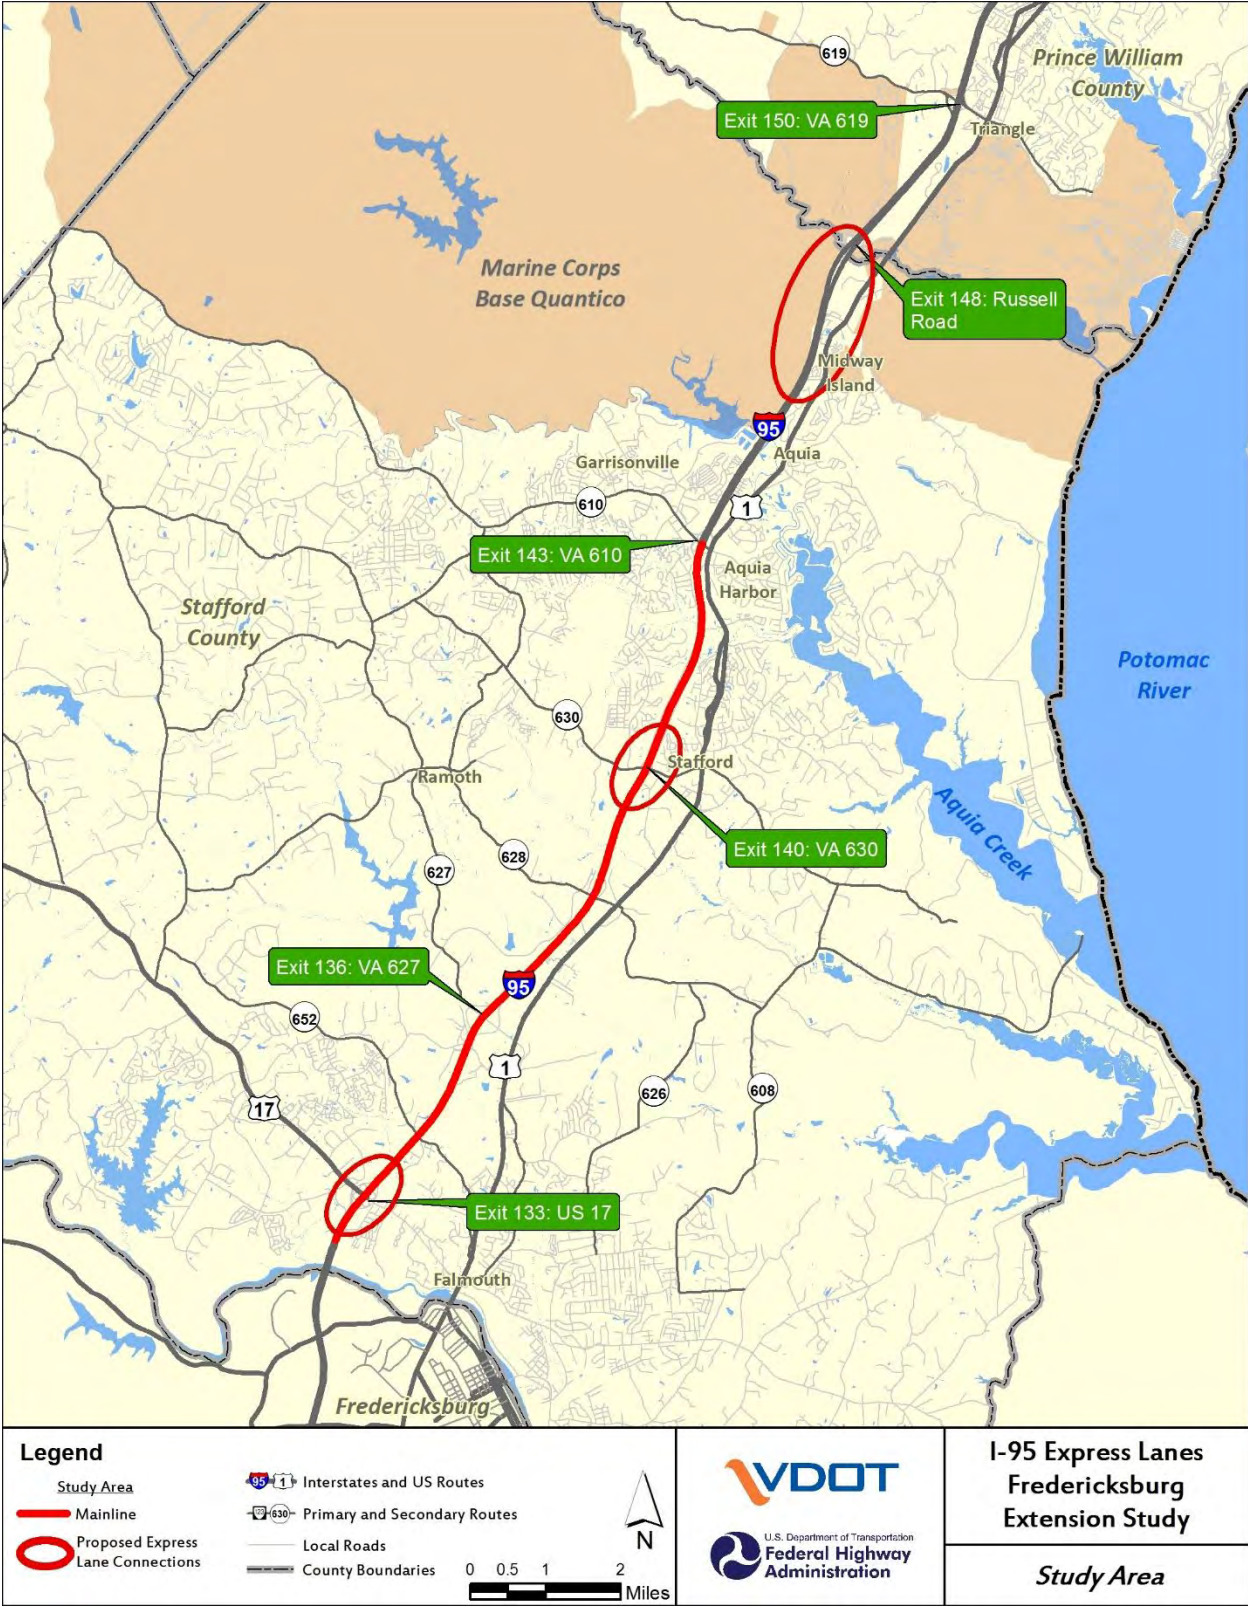 619
Prince William
County
Exit 150: VA 619
Triangle
Marine Corps
Base Quantico
Exit 148: Russell
Road
Midway
Island
95
Aquia
Garrisonville
610
1
Exit 143: VA 610
Aquia
Harbor
Stafford
County
Potomac
River
630
Stafford
Ramoth
Aquia Creek
Exit 140: VA 630
628
627
Exit 136: VA 627
95
652
1
626
608
17
Exit 133: US 17
Falmouth
Fredericksburg
Legend
Study Area
Mainline
Proposed Express
Lane Connections
95 1 Interstates and US Routes
630 Primary and Secondary Routes
Local Roads
County Boundaries
N
0 0.5 1 2
Miles
VDOT
U.S. Department of Transportation
Federal Highway
Administration
I-95 Express Lanes
Fredericksburg
Extension Study
Study Area